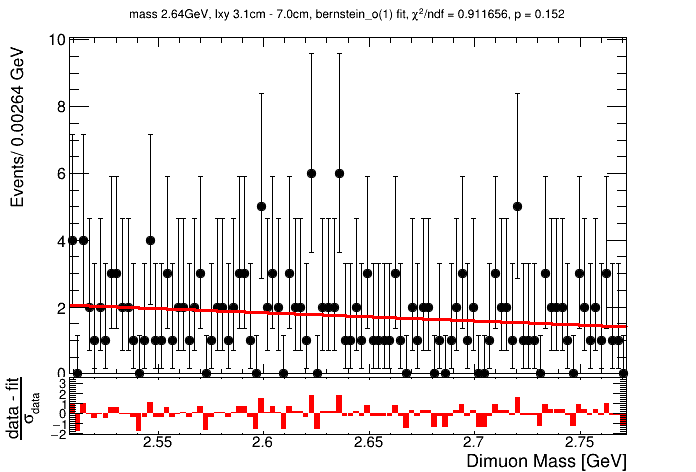 mass 2.64GeV, lxy 3.1cm - 7.0cm, bernstein_o(1) fit, χ²/ndf = 0.911656, p = 0.152
Events/ 0.00264 GeV
10
8
6
4
2
0
data - fit
σdata
3
2
1
0
−1
−2
2.55 2.6 2.65 2.7 2.75
Dimuon Mass [GeV]